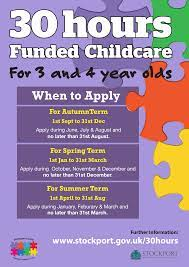 30 hours
Funded Childcare
For 3 and 4 year olds
When to Apply
For AutumnTerm
1st Sept to 31st Dec
Apply during June, July & August and
no later than 31st August.
For Spring Term
1st Jan to 31st March
Apply during, October, November & December and
no later than 31st December.
For Summer Term
1st April to 31st Aug
Apply during January, Feburary & March and
no later than 31st March.
Further Information:
www.stockport.gov.uk/30hours
STOCKPORT